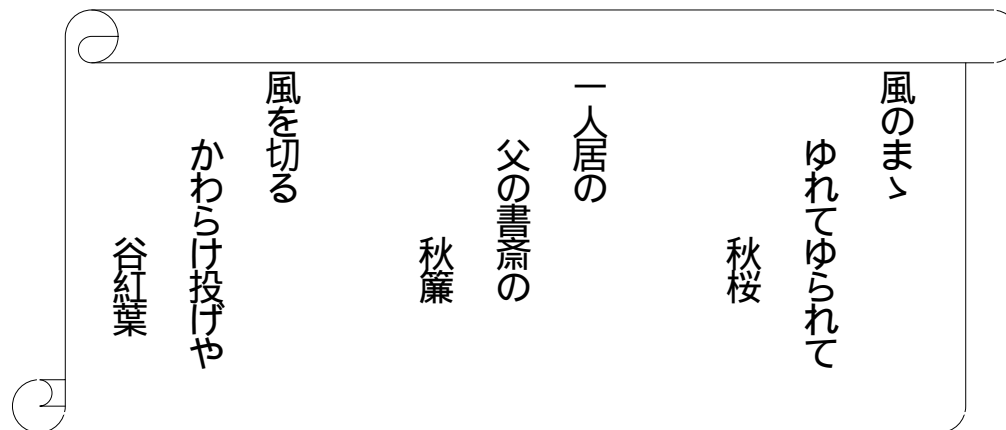 風のまゝ
ゆれてゆられて
秋桜
一人居の
父の書斎の
秋簾
風を切る
かわらけ投げや
谷紅葉